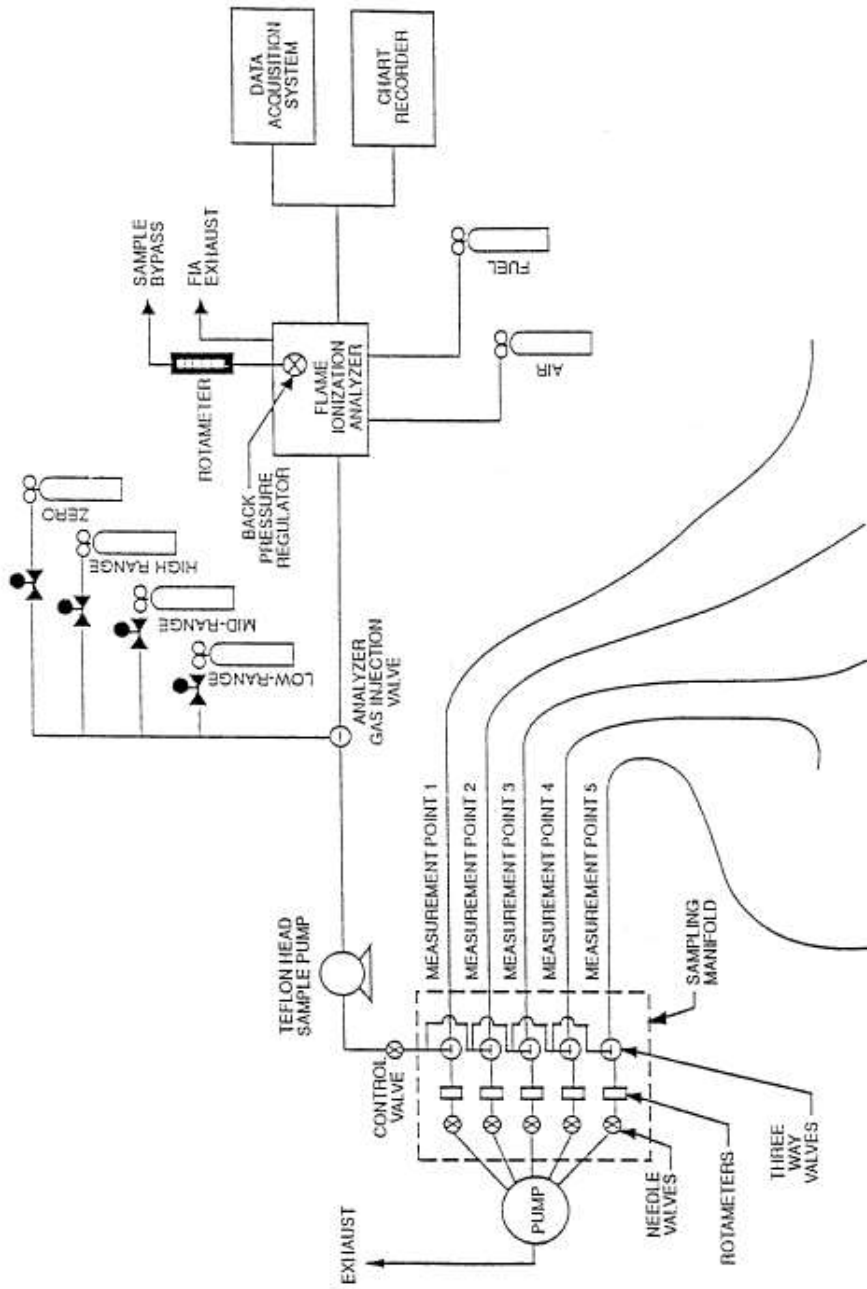 DATA
ACQUISITION
SYSTEM
CHART
RECORDER
SAMPLE
BYPASS
FIA
EXHAUST
ROTAMETER
FLAME
IONIZATION
ANALYZER
BACK
PRESSURE
REGULATOR
FUEL
AIR
ZERO
HIGH RANGE
MID-RANGE
LOW-RANGE
ANALYZER
GAS INJECTION
VALVE
TEFLON HEAD
SAMPLE PUMP
CONTROL
VALVE
MEASUREMENT POINT 1
MEASUREMENT POINT 2
MEASUREMENT POINT 3
MEASUREMENT POINT 4
MEASUREMENT POINT 5
SAMPLING
MANIFOLD
THREE
WAY
VALVES
ROTAMETERS
NEEDLE
VALVES
PUMP
EXHAUST